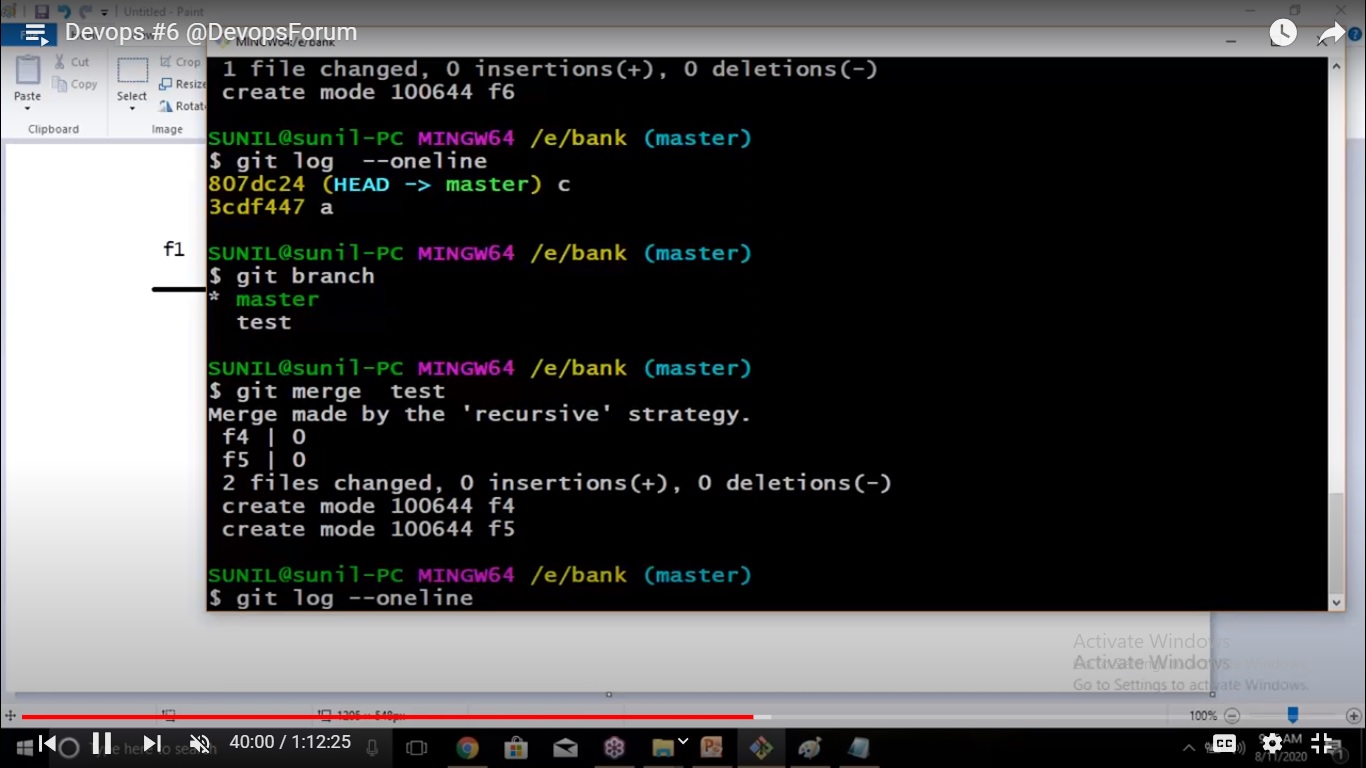 Untitled - Paint
Devops #6 @DevopsForum
MINGW64:/e/bank
Cut
Copy
Paste
Clipboard
Crop
Resize
Rotat
Select
Image
1 file changed, 0 insertions(+), 0 deletions(-)
create mode 100644 f6
SUNIL@sunil-PC MINGW64 /e/bank (master)
$ git log  --oneline
807dc24 (HEAD -> master) c
3cdf447 a
f1
SUNIL@sunil-PC MINGW64 /e/bank (master)
$ git branch
* master
test
SUNIL@sunil-PC MINGW64 /e/bank (master)
$ git merge  test
Merge made by the 'recursive' strategy.
f4 | 0
f5 | 0
2 files changed, 0 insertions(+), 0 deletions(-)
create mode 100644 f4
create mode 100644 f5
SUNIL@sunil-PC MINGW64 /e/bank (master)
$ git log --oneline
Activate Windows
Activate Windows
Go to Settings to activate Windows.
100%
40:00 / 1:12:25
CC
AM
8/11/2020